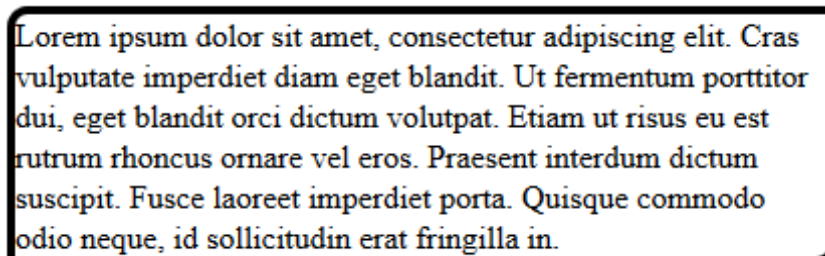 Lorem ipsum dolor sit amet, consectetur adipiscing elit. Cras
vulputate imperdiet diam eget blandit. Ut fermentum porttitor
dui, eget blandit orci dictum volutpat. Etiam ut risus eu est
rutrum rhoncus ornare vel eros. Praesent interdum dictum
suscipit. Fusce laoreet imperdiet porta. Quisque commodo
odio neque, id sollicitudin erat fringilla in.